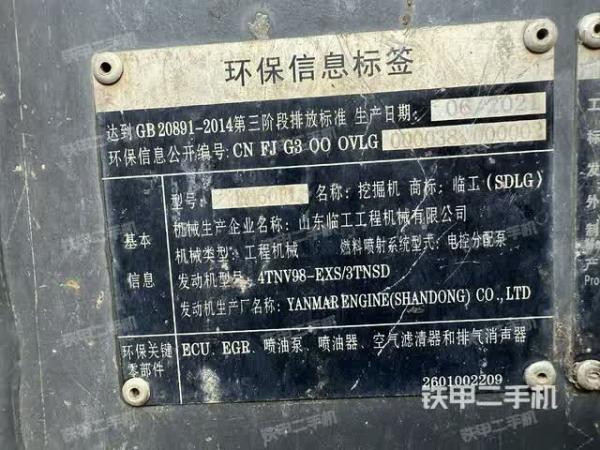 环保信息标签
达到GB20891-2014第三阶段排放标准 生产日期: 06/2021
环保信息公开编号: CN FJ G3 OO OVLG
型号: 名称: 挖掘机 商标: 临工(SDLG)
机械生产企业名称: 山东临工工程机械有限公司
基本
信息
机械类型: 工程机械 燃料喷射系统型式: 电控分配泵
发动机型号: 4TNV98-EXS/3TNSD
发动机生产厂名称: YANMAR ENGINE(SHANDONG) CO., LTD
环保关键
零部件
ECU、EGR、喷油泵、喷油器、空气滤清器和排气消声器
2601002209
工
标
发
外
制
产
Pro
铁甲二手机